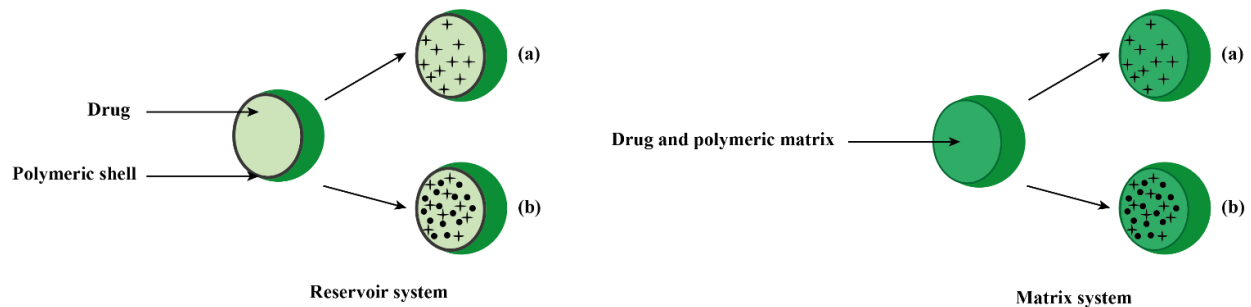 (a)
Drug
Polymeric shell
(b)
Reservoir system
(a)
Drug and polymeric matrix
(b)
Matrix system